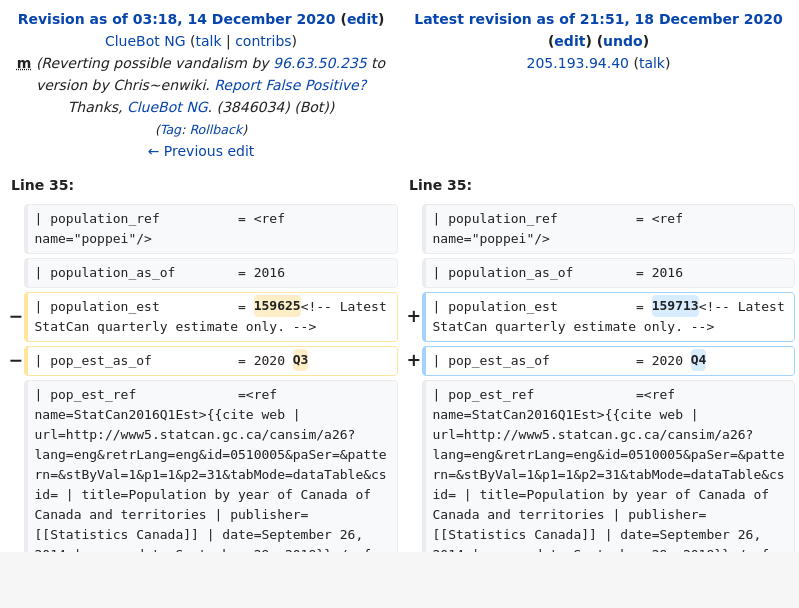 Revision as of 03:18, 14 December 2020 (edit)
ClueBot NG (talk | contribs)
m (Reverting possible vandalism by 96.63.50.235 to
version by Chris~enwiki. Report False Positive?
Thanks, ClueBot NG. (3846034) (Bot))
(Tag: Rollback)
← Previous edit
Latest revision as of 21:51, 18 December 2020
(edit) (undo)
205.193.94.40 (talk)
Line 35:
Line 35:
| population_ref = <ref
name="poppei"/>
| population_ref = <ref
name="poppei"/>
| population_as_of = 2016
| population_as_of = 2016
− | population_est = 159625<!-- Latest
StatCan quarterly estimate only. -->
+ | population_est = 159713<!-- Latest
StatCan quarterly estimate only. -->
− | pop_est_as_of = 2020 Q3
+ | pop_est_as_of = 2020 Q4
| pop_est_ref =<ref
name=StatCan2016Q1Est>{{cite web |
url=http://www5.statcan.gc.ca/cansim/a26?
lang=eng&retrLang=eng&id=0510005&paSer=&patte
rn=&stByVal=1&p1=1&p2=31&tabMode=dataTable&cs
id= | title=Population by year of Canada of
Canada and territories | publisher=
[[Statistics Canada]] | date=September 26,
| pop_est_ref =<ref
name=StatCan2016Q1Est>{{cite web |
url=http://www5.statcan.gc.ca/cansim/a26?
lang=eng&retrLang=eng&id=0510005&paSer=&patte
rn=&stByVal=1&p1=1&p2=31&tabMode=dataTable&cs
id= | title=Population by year of Canada of
Canada and territories | publisher=
[[Statistics Canada]] | date=September 26,